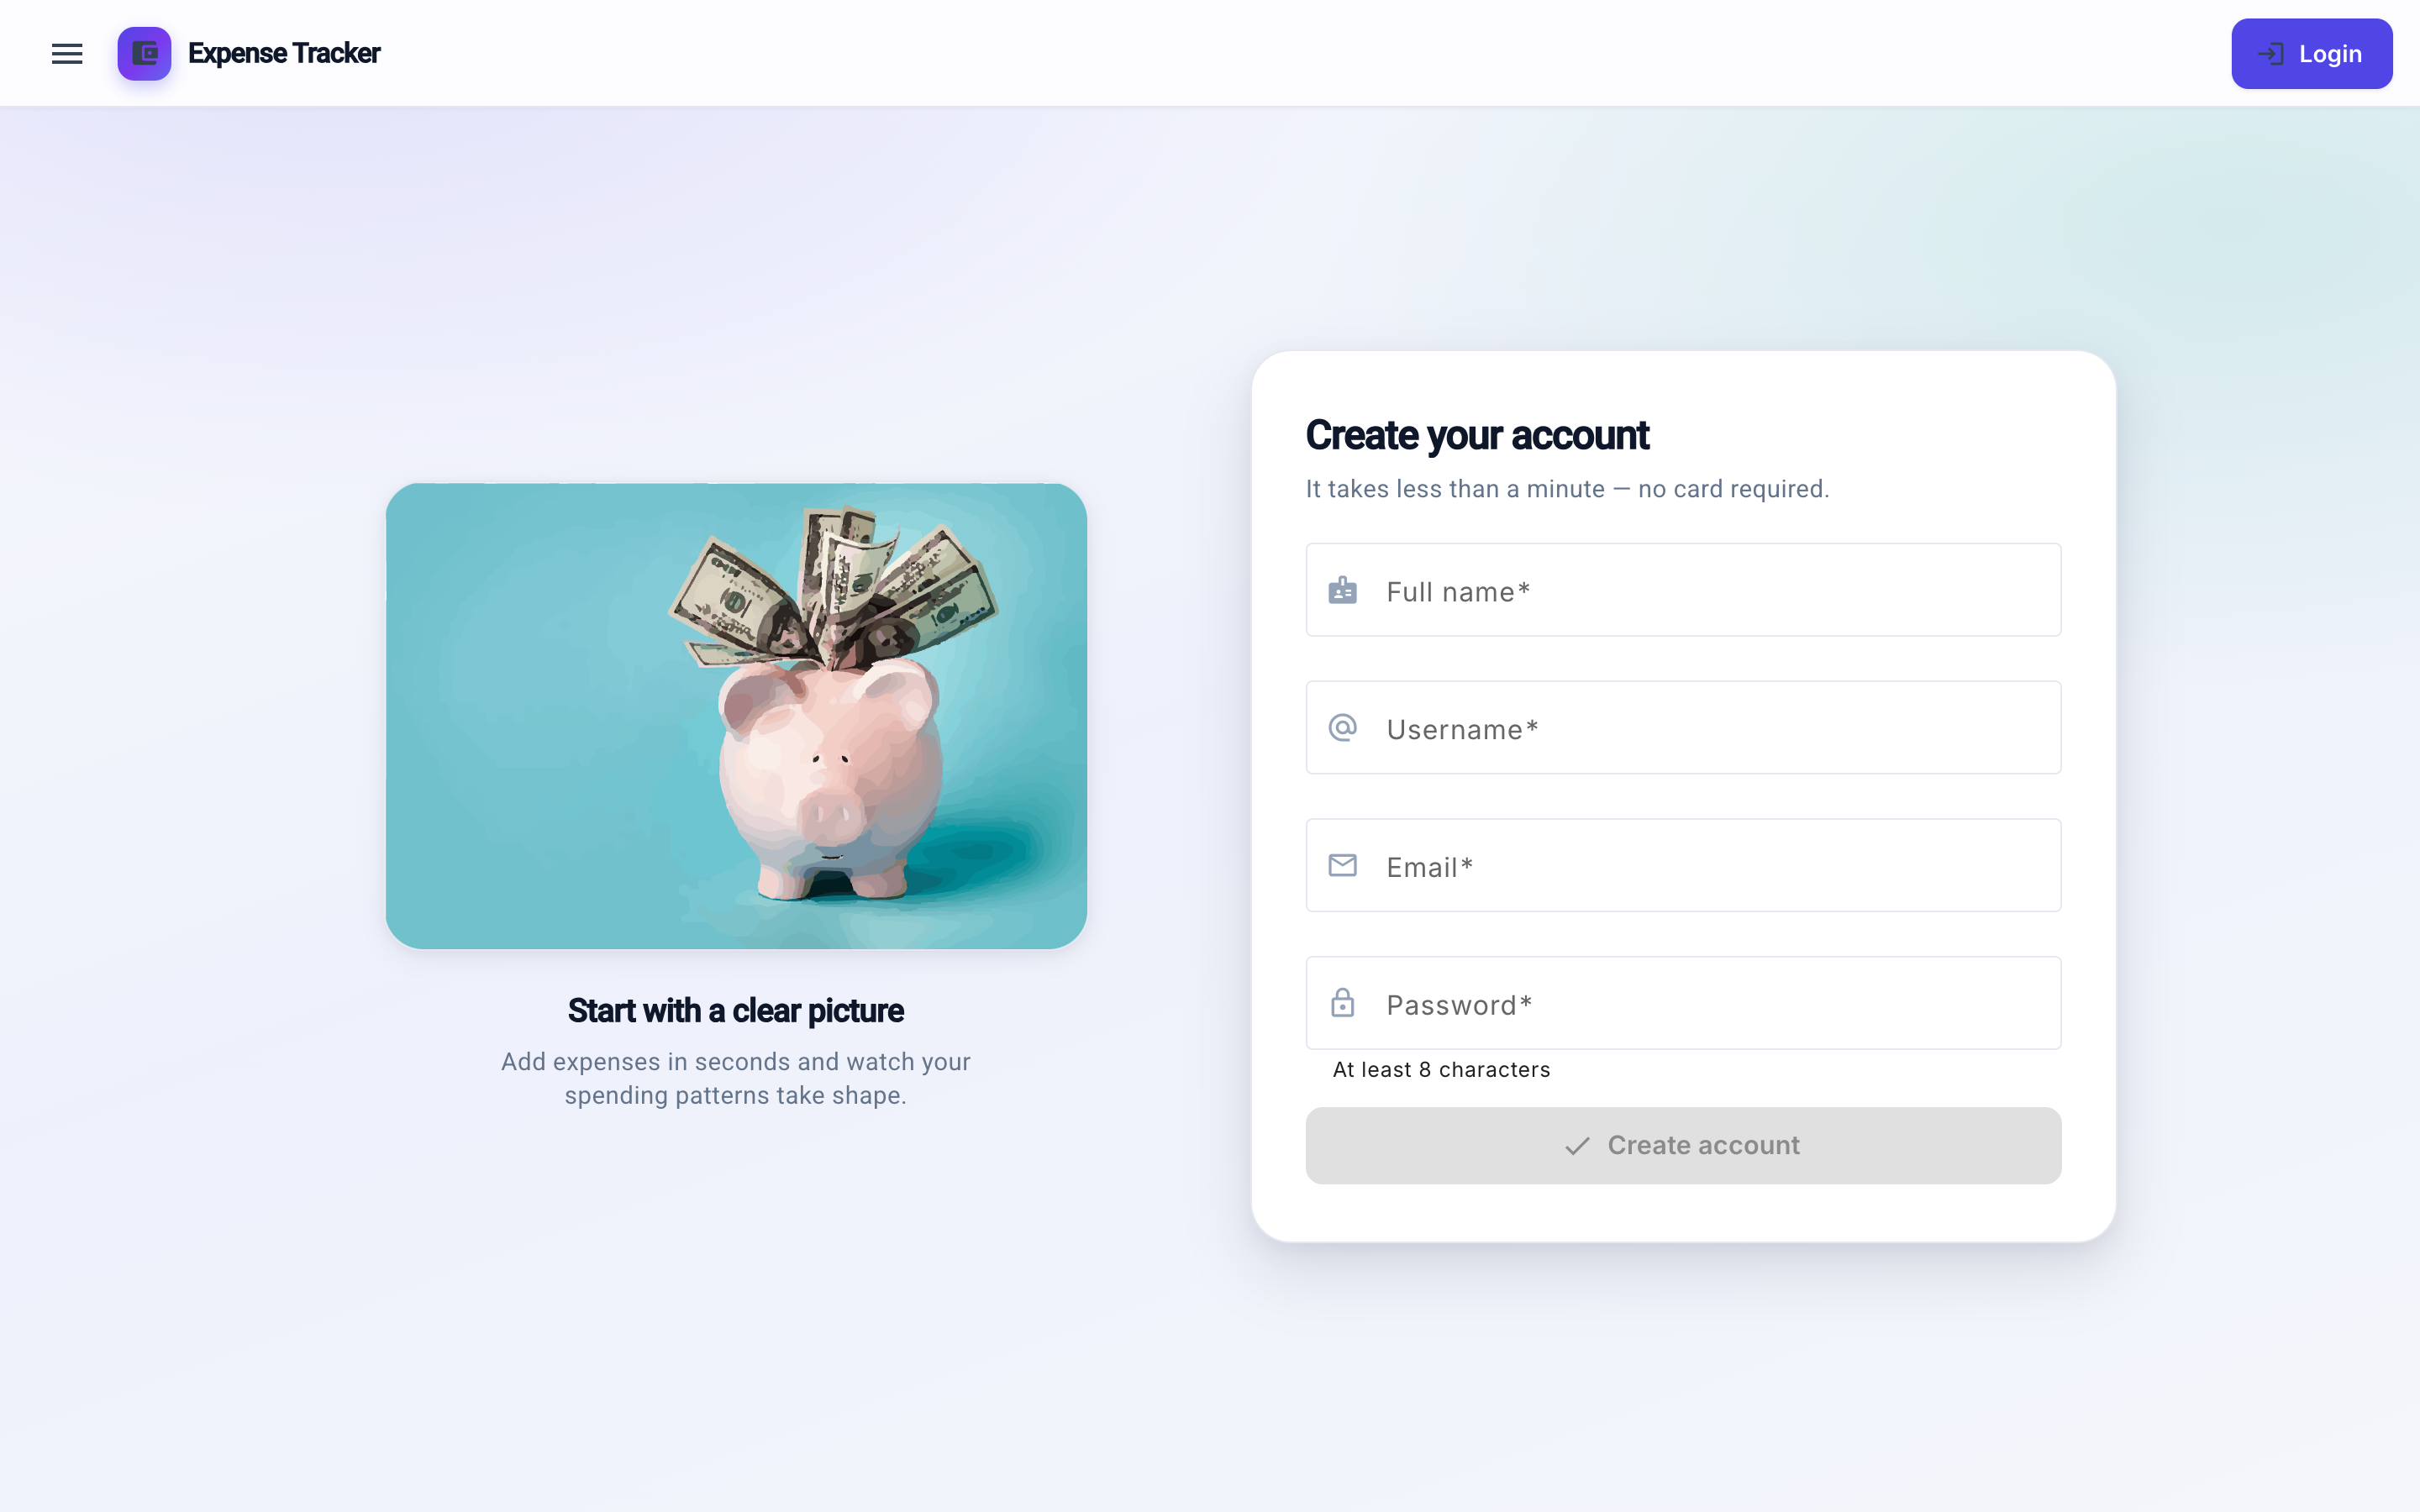 Expense Tracker
Login
Start with a clear picture
Add expenses in seconds and watch your
spending patterns take shape.
Create your account
It takes less than a minute — no card required.
Full name*
Username*
Email*
Password*
At least 8 characters
Create account